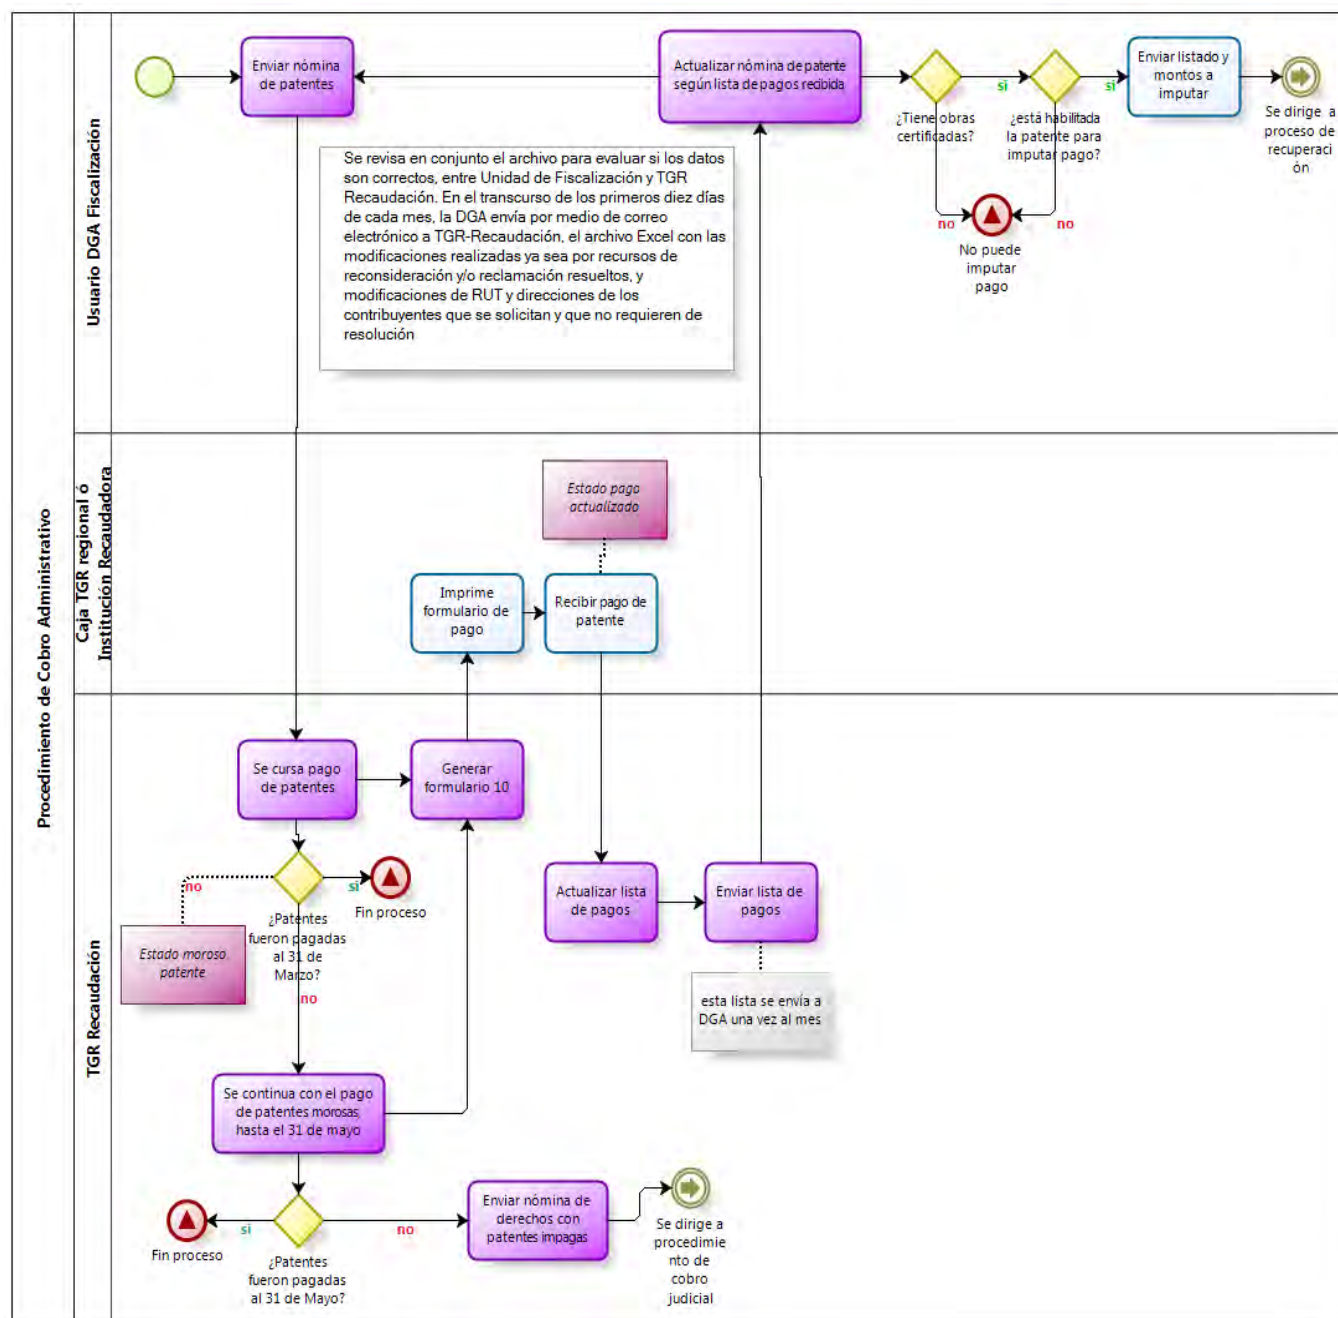 Procedimiento de Cobro Administrativo
Usuario DGA Fiscalización
Enviar nómina
de patentes
Actualizar nómina de patente
según lista de pagos recibida
¿Tiene obras
certificadas?
si
¿está habilitada
la patente para
imputar pago?
si
Enviar listado y
montos a
imputar
Se dirige a
proceso de
recuperaci
ón
no
no
No puede
imputar
pago
Se revisa en conjunto el archivo para evaluar si los datos
son correctos, entre Unidad de Fiscalización y TGR
Recaudación. En el transcurso de los primeros diez días
de cada mes, la DGA envía por medio de correo
electrónico a TGR-Recaudación, el archivo Excel con las
modificaciones realizadas ya sea por recursos de
reconsideración y/o reclamación resueltos, y
modificaciones de RUT y direcciones de los
contribuyentes que se solicitan y que no requieren de
resolución
Caja TGR regional ó
Institución Recaudadora
Estado pago
actualizado
Imprime
formulario de
pago
Recibir pago de
patente
TGR Recaudación
Se cursa pago
de patentes
Generar
formulario 10
no
si
Fin proceso
¿Patentes
fueron pagadas
al 31 de
Marzo?
Estado moroso
patente
no
Actualizar lista
de pagos
Enviar lista de
pagos
esta lista se envía a
DGA una vez al mes
Se continua con el pago
de patentes morosas
hasta el 31 de mayo
Fin proceso
si
¿Patentes
fueron pagadas
al 31 de Mayo?
no
Enviar nómina de
derechos con
patentes impagas
Se dirige a
procedimie
nto de
cobro
judicial